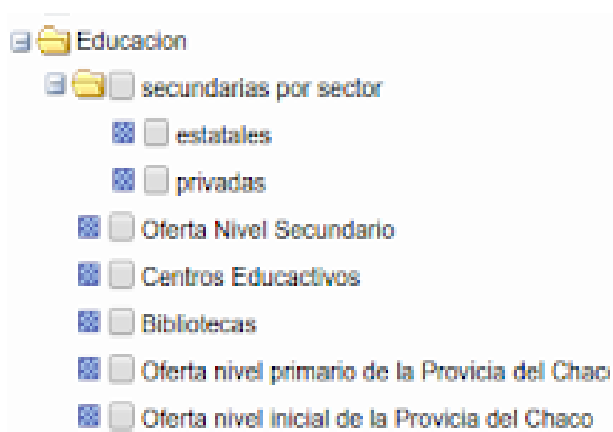 Educacion
secundarias por sector
estatales
privadas
Oferta Nivel Secundario
Centros Educactivos
Bibliotecas
Oferta nivel primario de la Provicia del Chac
Oferta nivel inicial de la Provicia del Chaco